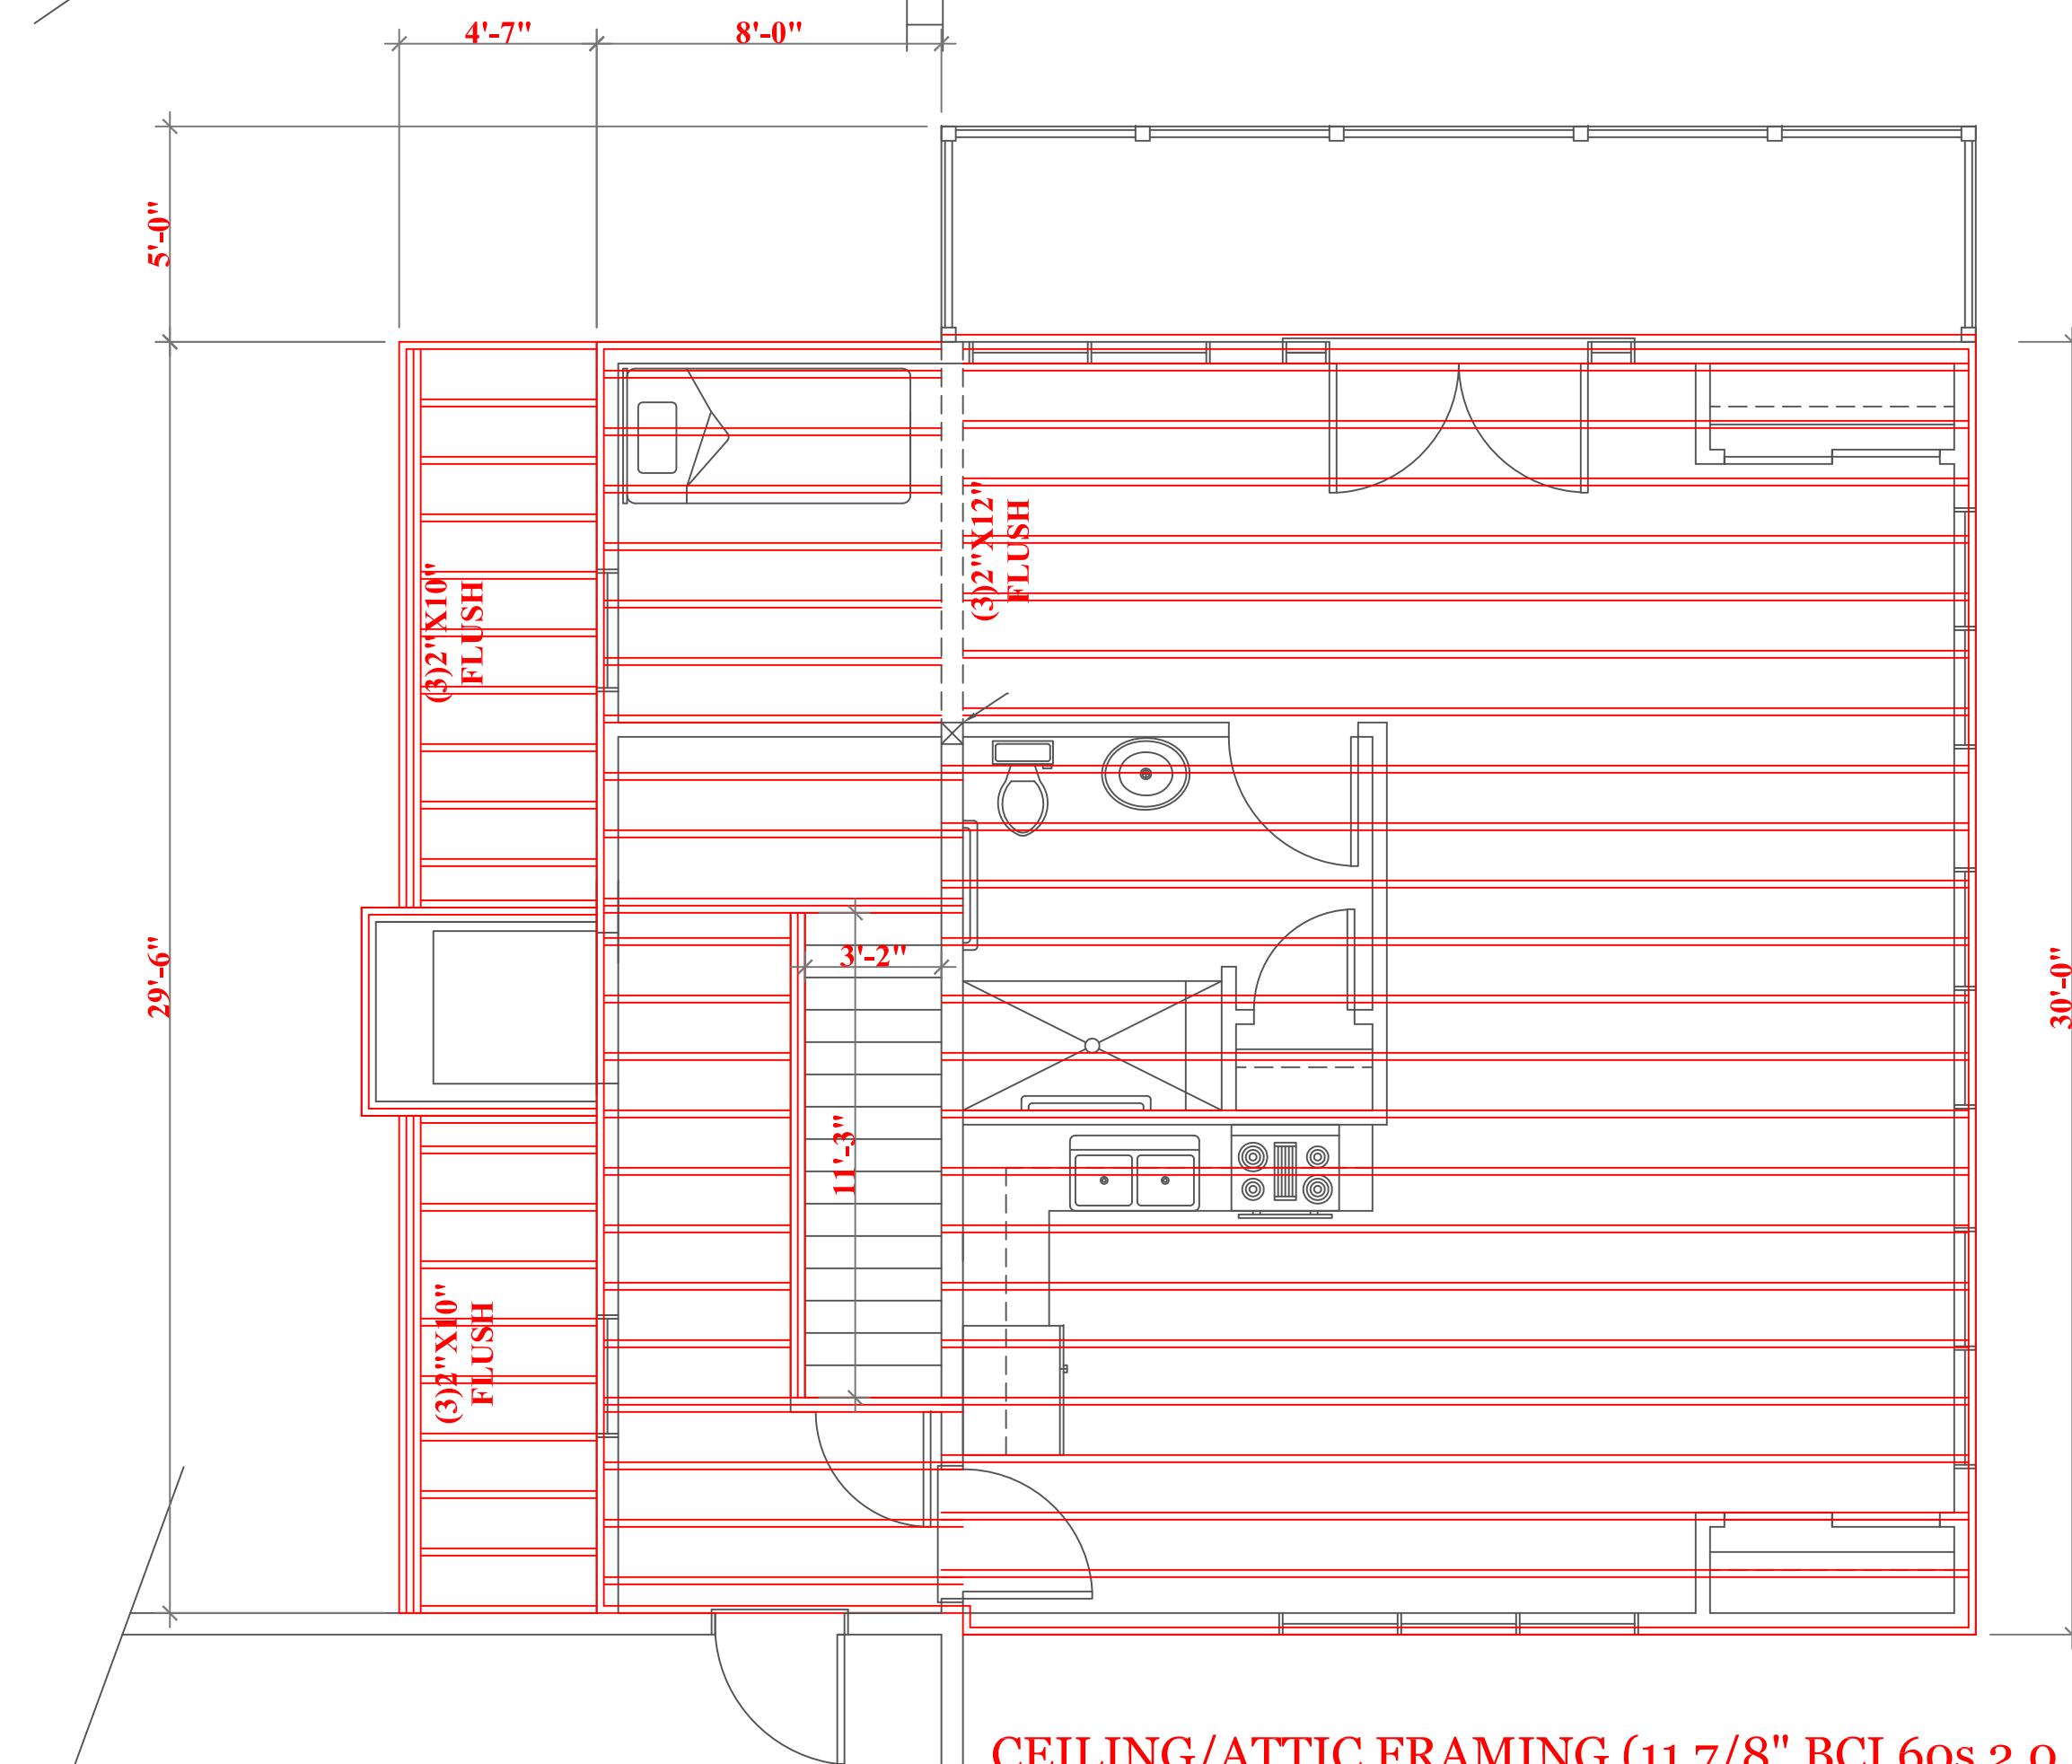 4'-7"
8'-0"
5'-0"
(3)2"X12"
FLUSH
(3)2"X10"
FLUSH
29'-6"
3'-2"
30'-0"
11'-3"
(3)2"X10"
FLUSH
CEILING/ATTIC FRAMING (11 7/8" BCI 60s 2.0